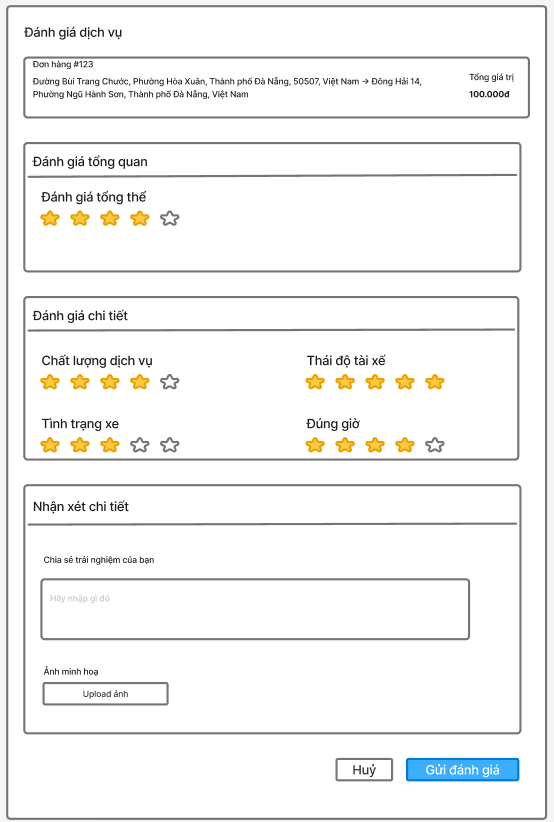 Đánh giá dịch vụ
Đơn hàng #123
Đường Bùi Trang Chước, Phường Hòa Xuân, Thành phố Đà Nẵng, 50507, Việt Nam → Đông Hải 14,
Phường Ngũ Hành Sơn, Thành phố Đà Nẵng, Việt Nam
Tổng giá trị
100.000đ
Đánh giá tổng quan
Đánh giá tổng thể
Đánh giá chi tiết
Chất lượng dịch vụ
Thái độ tài xế
Tình trạng xe
Đúng giờ
Nhận xét chi tiết
Chia sẻ trải nghiệm của bạn
Hãy nhập gì đó
Ảnh minh hoạ
Upload ảnh
Huỷ
Gửi đánh giá